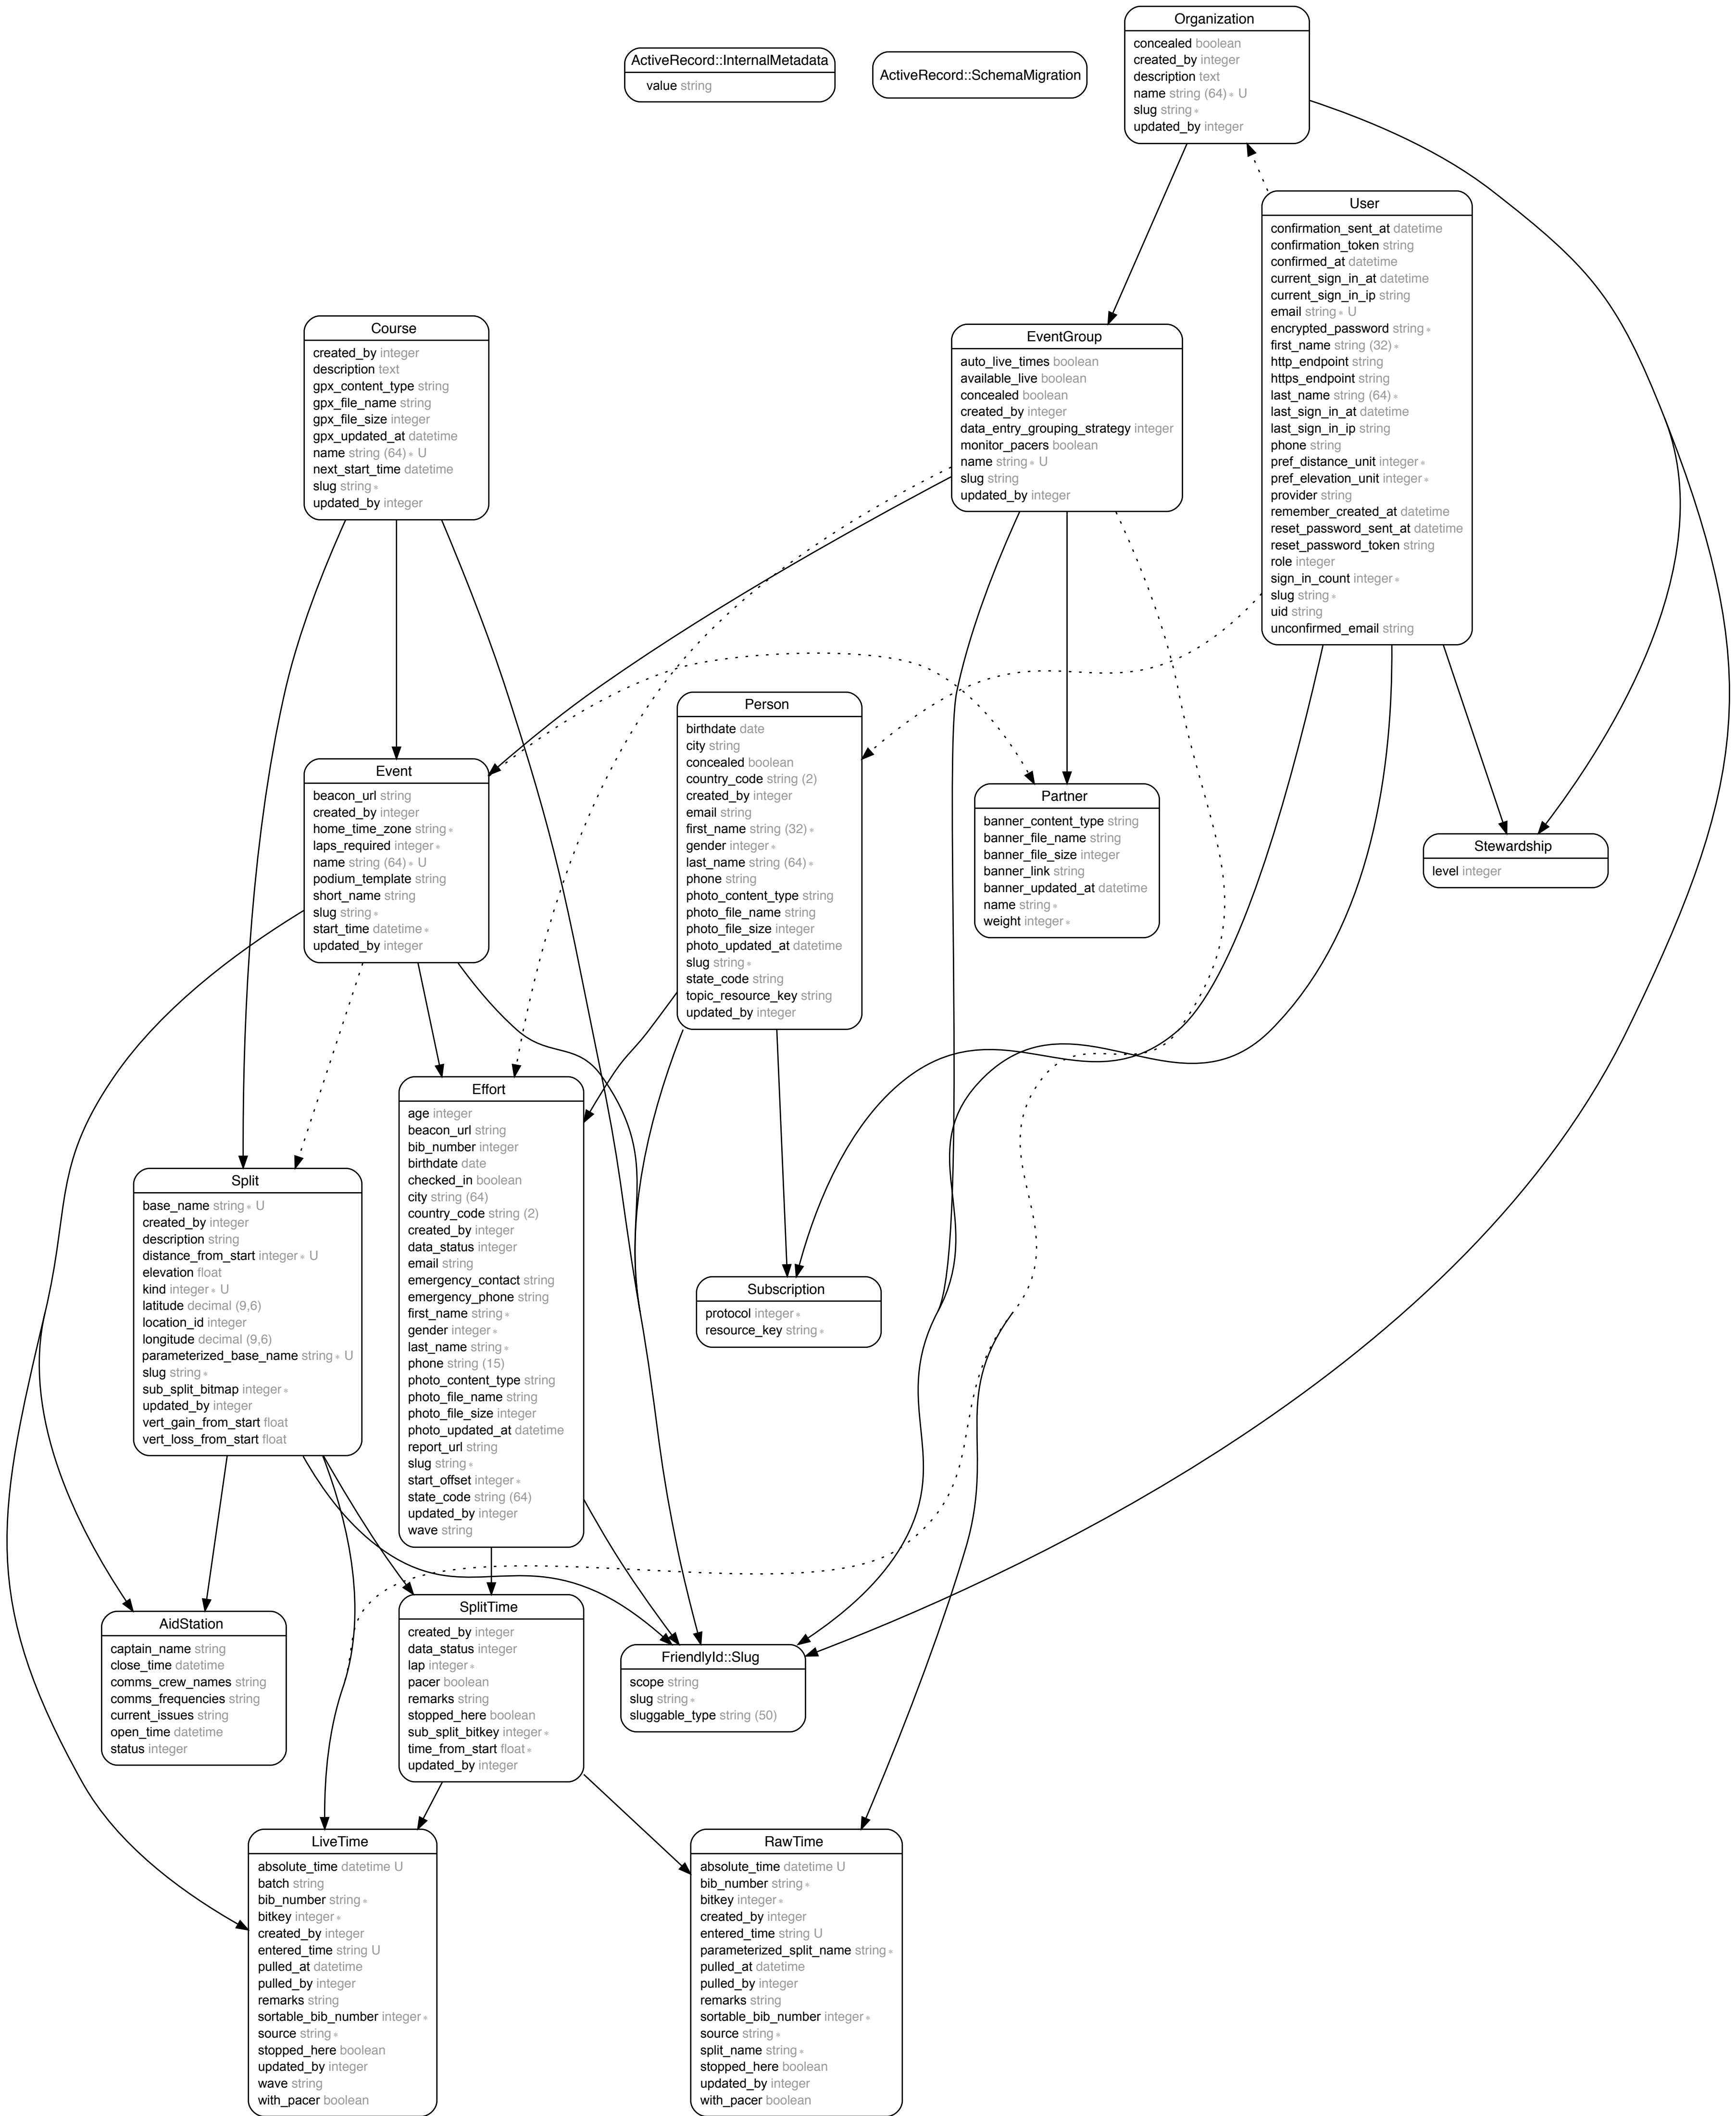 Organization
concealed boolean
created_by integer
description text
name string (64) ∗ U
slug string ∗
updated_by integer
ActiveRecord::InternalMetadata
value string
ActiveRecord::SchemaMigration
User
confirmation_sent_at datetime
confirmation_token string
confirmed_at datetime
current_sign_in_at datetime
current_sign_in_ip string
email string ∗ U
encrypted_password string ∗
first_name string (32) ∗
http_endpoint string
https_endpoint string
last_name string (64) ∗
last_sign_in_at datetime
last_sign_in_ip string
phone string
pref_distance_unit integer ∗
pref_elevation_unit integer ∗
provider string
remember_created_at datetime
reset_password_sent_at datetime
reset_password_token string
role integer
sign_in_count integer ∗
slug string ∗
uid string
unconfirmed_email string
Course
created_by integer
description text
gpx_content_type string
gpx_file_name string
gpx_file_size integer
gpx_updated_at datetime
name string (64) ∗ U
next_start_time datetime
slug string ∗
updated_by integer
EventGroup
auto_live_times boolean
available_live boolean
concealed boolean
created_by integer
data_entry_grouping_strategy integer
monitor_pacers boolean
name string ∗ U
slug string
updated_by integer
Person
birthdate date
city string
concealed boolean
country_code string (2)
created_by integer
email string
first_name string (32) ∗
gender integer ∗
last_name string (64) ∗
phone string
photo_content_type string
photo_file_name string
photo_file_size integer
photo_updated_at datetime
slug string ∗
state_code string
topic_resource_key string
updated_by integer
Event
beacon_url string
created_by integer
home_time_zone string ∗
laps_required integer ∗
name string (64) ∗ U
podium_template string
short_name string
slug string ∗
start_time datetime ∗
updated_by integer
Partner
banner_content_type string
banner_file_name string
banner_file_size integer
banner_link string
banner_updated_at datetime
name string ∗
weight integer ∗
Stewardship
level integer
Effort
age integer
beacon_url string
bib_number integer
birthdate date
checked_in boolean
city string (64)
country_code string (2)
created_by integer
data_status integer
email string
emergency_contact string
emergency_phone string
first_name string ∗
gender integer ∗
last_name string ∗
phone string (15)
photo_content_type string
photo_file_name string
photo_file_size integer
photo_updated_at datetime
report_url string
slug string ∗
start_offset integer ∗
state_code string (64)
updated_by integer
wave string
Split
base_name string ∗ U
created_by integer
description string
distance_from_start integer ∗ U
elevation float
kind integer ∗ U
latitude decimal (9,6)
location_id integer
longitude decimal (9,6)
parameterized_base_name string ∗ U
slug string ∗
sub_split_bitmap integer ∗
updated_by integer
vert_gain_from_start float
vert_loss_from_start float
Subscription
protocol integer ∗
resource_key string ∗
AidStation
captain_name string
close_time datetime
comms_crew_names string
comms_frequencies string
current_issues string
open_time datetime
status integer
SplitTime
created_by integer
data_status integer
lap integer ∗
pacer boolean
remarks string
stopped_here boolean
sub_split_bitkey integer ∗
time_from_start float ∗
updated_by integer
FriendlyId::Slug
scope string
slug string ∗
sluggable_type string (50)
LiveTime
absolute_time datetime U
batch string
bib_number string ∗
bitkey integer ∗
created_by integer
entered_time string U
pulled_at datetime
pulled_by integer
remarks string
sortable_bib_number integer ∗
source string ∗
stopped_here boolean
updated_by integer
wave string
with_pacer boolean
RawTime
absolute_time datetime U
bib_number string ∗
bitkey integer ∗
created_by integer
entered_time string U
parameterized_split_name string ∗
pulled_at datetime
pulled_by integer
remarks string
sortable_bib_number integer ∗
source string ∗
split_name string ∗
stopped_here boolean
updated_by integer
with_pacer boolean